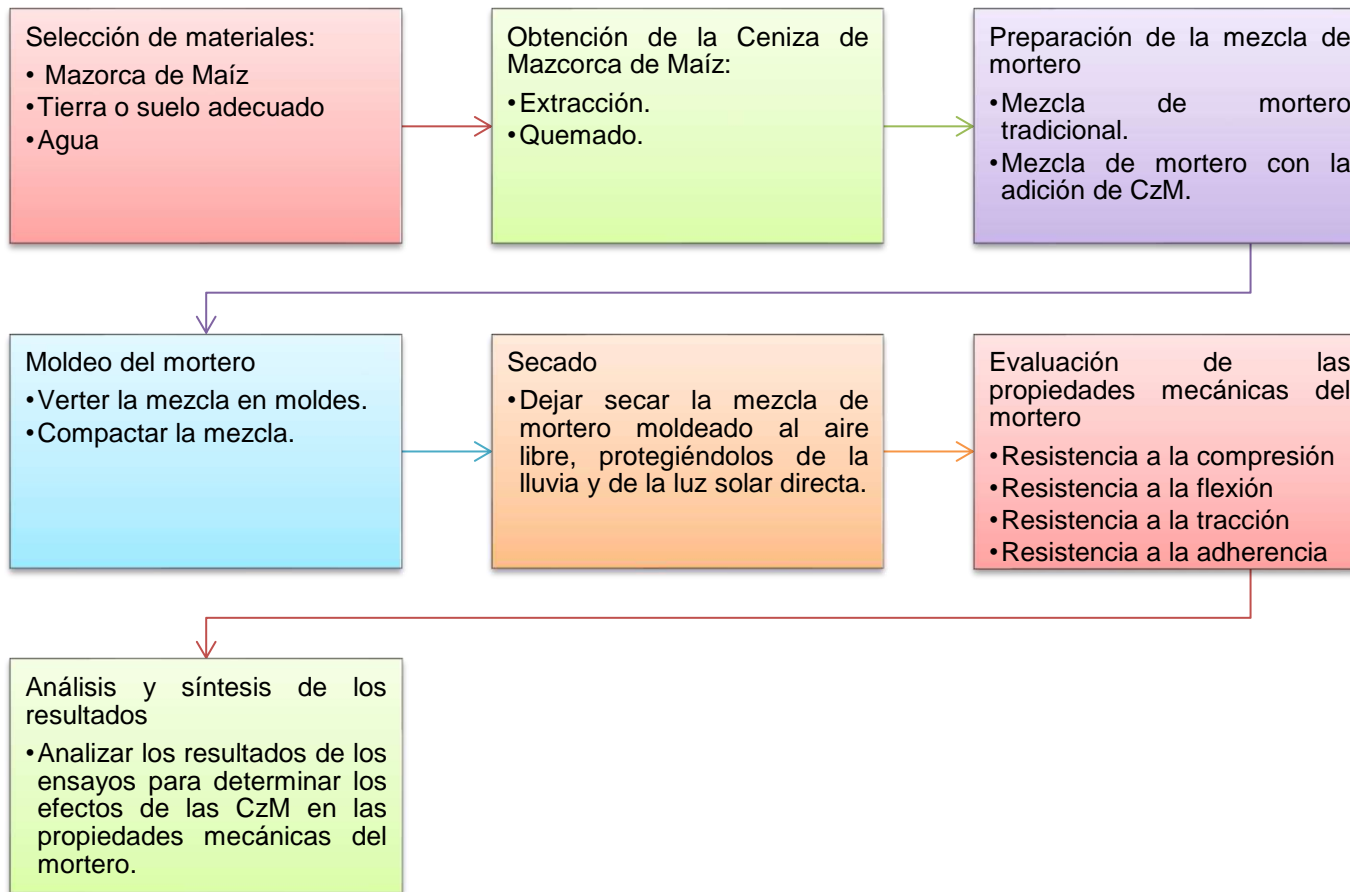 Selección de materiales:
• Mazorca de Maíz
•Tierra o suelo adecuado
•Agua
Obtención de la Ceniza de
Mazcorca de Maíz:
•Extracción.
•Quemado.
Preparación de la mezcla de
mortero
•Mezcla de mortero
tradicional.
•Mezcla de mortero con la
adición de CzM.
Moldeo del mortero
•Verter la mezcla en moldes.
•Compactar la mezcla.
Secado
•Dejar secar la mezcla de
mortero moldeado al aire
libre, protegiéndolos de la
lluvia y de la luz solar directa.
Evaluación de las
propiedades mecánicas del
mortero
•Resistencia a la compresión
•Resistencia a la flexión
•Resistencia a la tracción
•Resistencia a la adherencia
Análisis y síntesis de los
resultados
•Analizar los resultados de los
ensayos para determinar los
efectos de las CzM en las
propiedades mecánicas del
mortero.